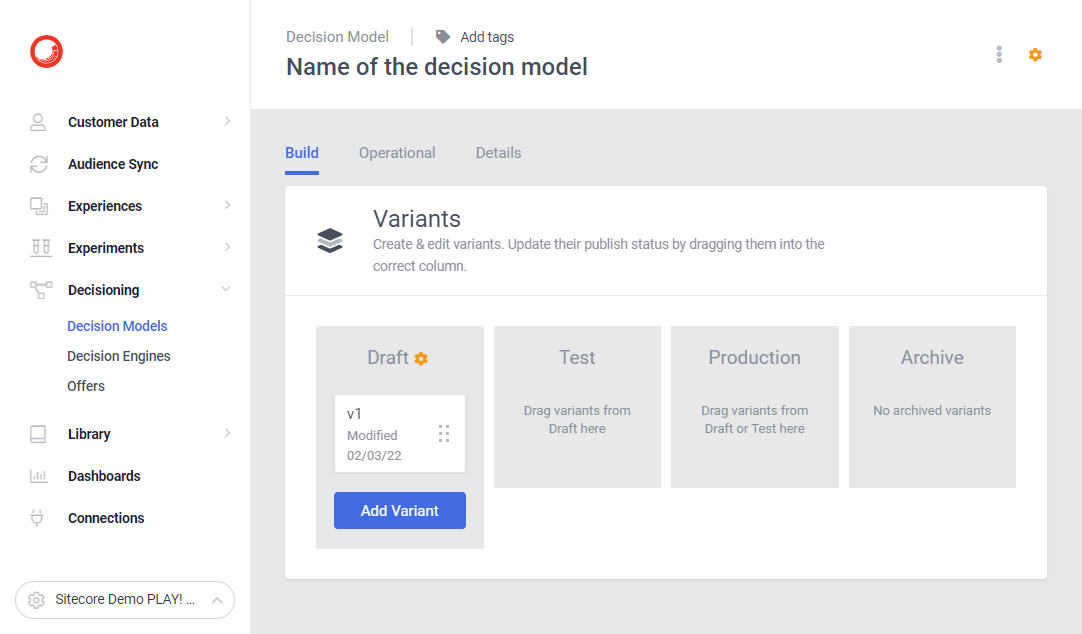 Customer Data
Audience Sync
Experiences
Experiments
Decisioning
Decision Models
Decision Engines
Offers
Library
Dashboards
Connections
Sitecore Demo PLAY! ...
Decision Model
Add tags
Name of the decision model
Build
Operational
Details
Variants
Create & edit variants. Update their publish status by dragging them into the
correct column.
Draft
v1
Modified
02/03/22
Add Variant
Test
Drag variants from
Draft here
Production
Drag variants from
Draft or Test here
Archive
No archived variants